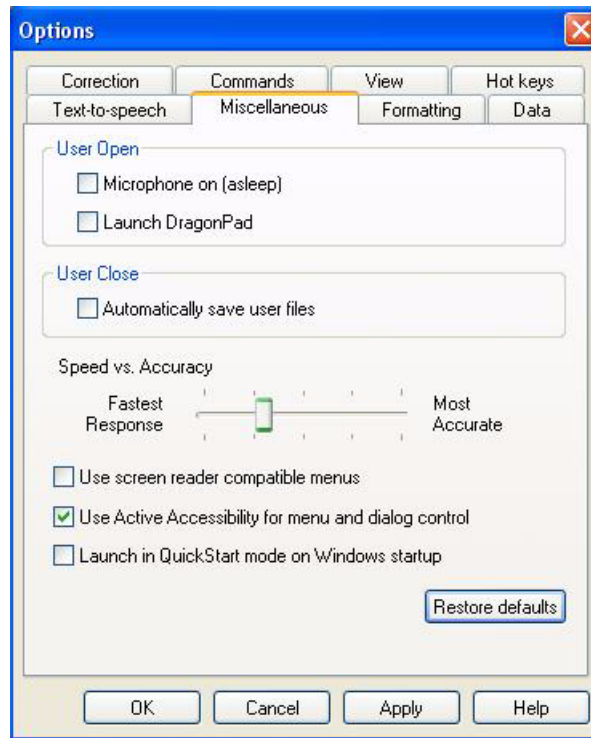 Options
Correction Commands View Hot keys
Text-to-speech Miscellaneous Formatting Data
User Open
Microphone on (asleep)
Launch DragonPad
User Close
Automatically save user files
Speed vs. Accuracy
Fastest Most
Response Accurate
Use screen reader compatible menus
Use Active Accessibility for menu and dialog control
Launch in QuickStart mode on Windows startup
Restore defaults
OK Cancel Apply Help